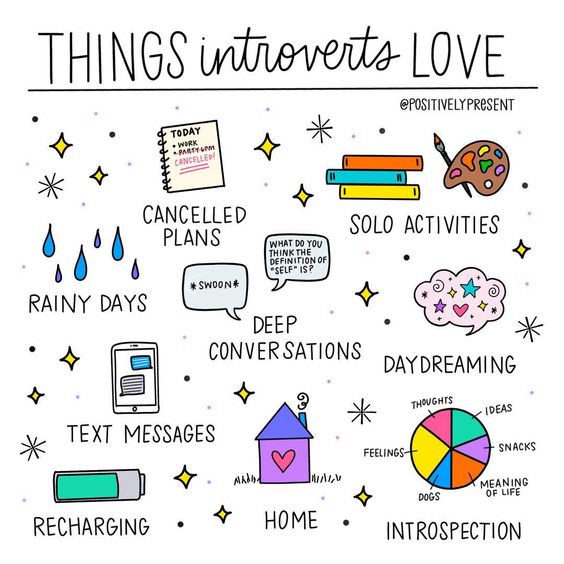 THINGS introverts LOVE
@POSITIVELYPRESENT
TODAY
• WORK
• PARTY 6PM
CANCELLED!
CANCELLED
PLANS
SOLO ACTIVITIES
RAINY DAYS
*SWOON*
WHAT DO YOU
THINK THE
DEFINITION OF
"SELF" IS?
DEEP
CONVERSATIONS
DAYDREAMING
TEXT MESSAGES
RECHARGING
HOME
THOUGHTS
IDEAS
FEELINGS
SNACKS
MEANING
OF LIFE
DOGS
INTROSPECTION